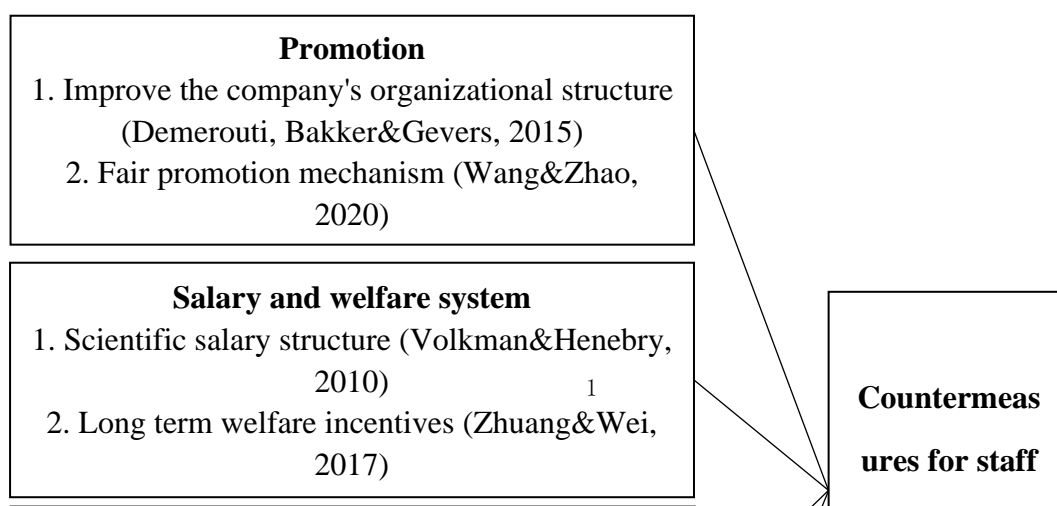 Promotion
1. Improve the company's organizational structure
(Demerouti, Bakker&Gevers, 2015)
2. Fair promotion mechanism (Wang&Zhao,
2020)
Salary and welfare system
1. Scientific salary structure (Volkman&Henebry,
2010)
1
2. Long term welfare incentives (Zhuang&Wei,
2017)
Countermeas
ures for staff